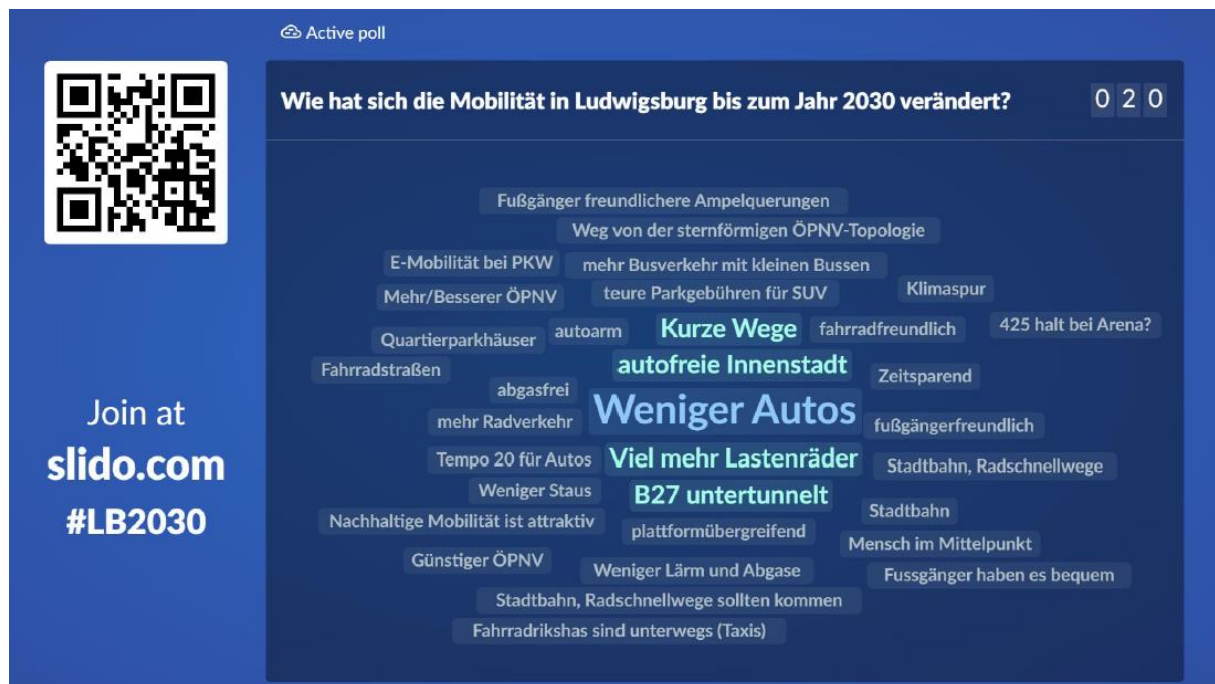 Active poll
Wie hat sich die Mobilität in Ludwigsburg bis zum Jahr 2030 verändert?
020
Fußgänger freundlichere Ampelquerungen
Weg von der sternförmigen ÖPNV-Topologie
E-Mobilität bei PKW
mehr Busverkehr mit kleinen Bussen
Mehr/Besserer ÖPNV
teure Parkgebühren für SUV
Klimaspur
Quartierparkhäuser
autoarm
Kurze Wege
fahrradfreundlich
425 halt bei Arena?
Fahrradstraßen
autofreie Innenstadt
Zeitsparend
abgasfrei
Weniger Autos
mehr Radverkehr
fußgängerfreundlich
Tempo 20 für Autos
Viel mehr Lastenräder
Stadtbahn, Radschnellwege
Weniger Staus
B27 untertunnelt
Stadtbahn
Nachhaltige Mobilität ist attraktiv
plattformübergreifend
Mensch im Mittelpunkt
Günstiger ÖPNV
Weniger Lärm und Abgase
Fussgänger haben es bequem
Stadtbahn, Radschnellwege sollten kommen
Fahrradrikshas sind unterwegs (Taxis)
Join at
slido.com
#LB2030